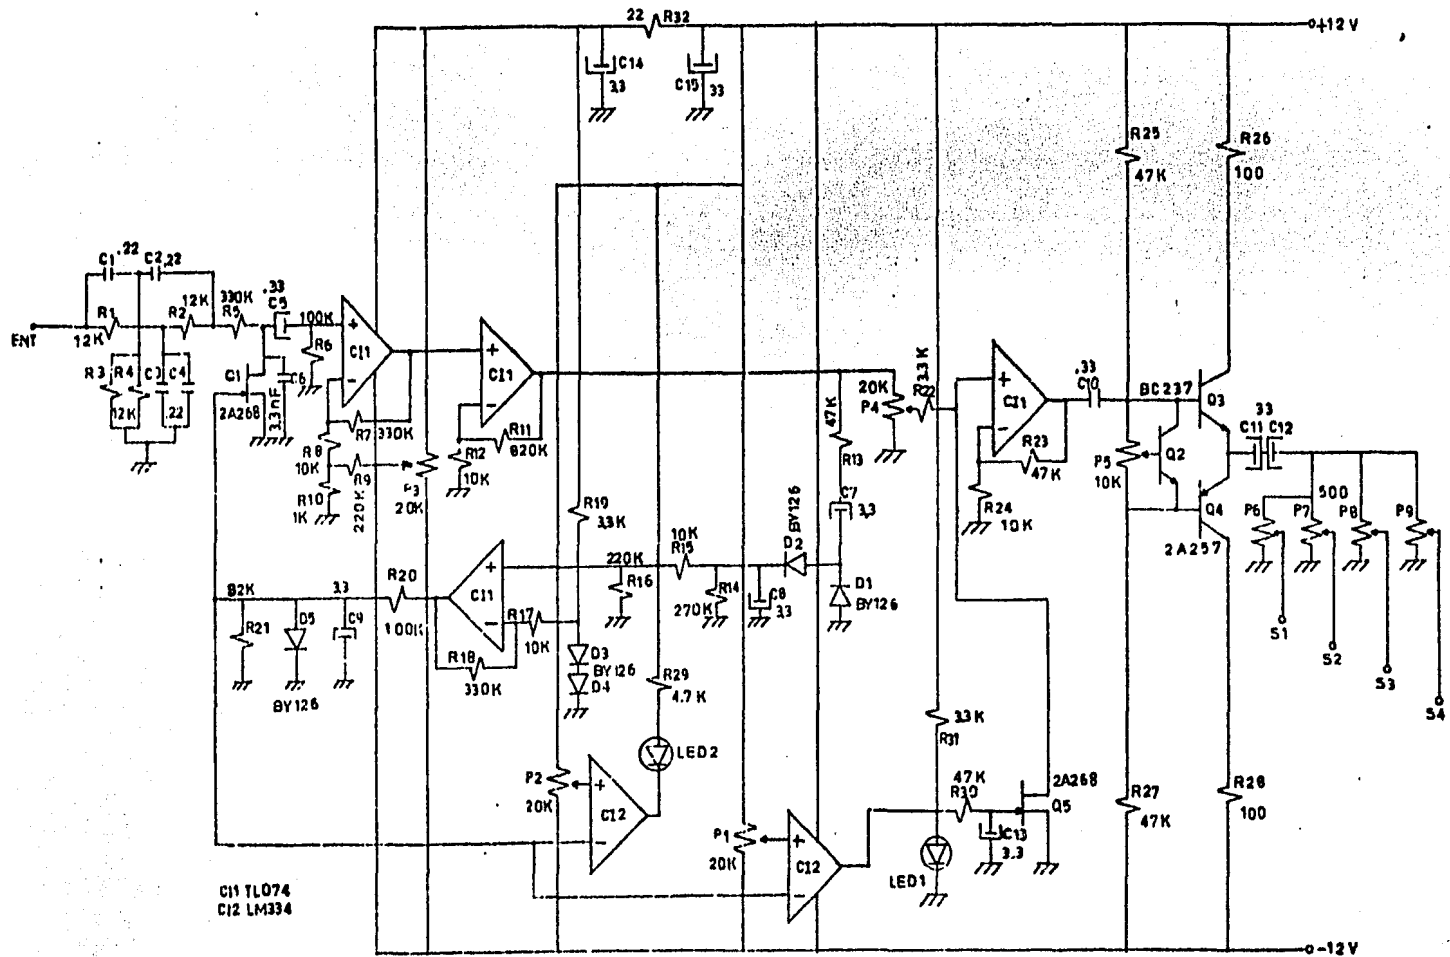 22 R32
+12 V
C14
3,3
C15
33
R25
47K
R26
100
C1 .22 C2 .22
12K
330K
.33
R1
R2
R5
C5
100K
ENT
12K
R3
R4
C3
C4
12K
.22
G1
2A268
C6
3.3nF
R6
CI1
R7 330K
R8
10K
R9
220K
R10
1K
P3
20K
CI1
R11
820K
R12
10K
R19
3,3K
47K
R13
C7
3,3
20K
P4
3.3K
R22
CI1
.33
C10
R23
47K
R24
10K
BC237
Q3
P5
10K
Q2
Q4
2A257
33
C11 C12
500
P6
P7
P8
P9
S1
S2
S3
S4
82K
R21
D5
BY126
3,3
C9
R20
100K
CI1
R17
10K
R18
330K
D3
BY126
D4
220K
R16
10K
R15
R14
270K
C8
3,3
D2
BY126
D1
BY126
R29
4.7K
LED2
P2
20K
CI2
P1
20K
CI2
3,3K
R31
LED1
47K
R30
C13
3,3
2A268
Q5
R27
47K
R28
100
CI1 TL074
CI2 LM334
-12 V